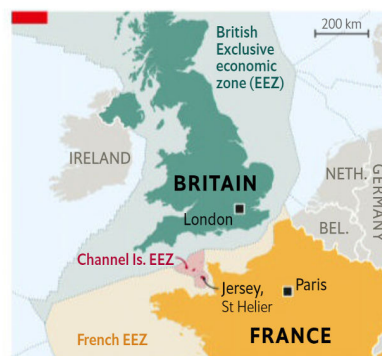 British
Exclusive
economic
zone (EEZ)
200 km
IRELAND
BRITAIN
London
NETH.
GERMANY
BEL.
Channel Is. EEZ
Jersey,
St Helier
Paris
French EEZ
FRANCE